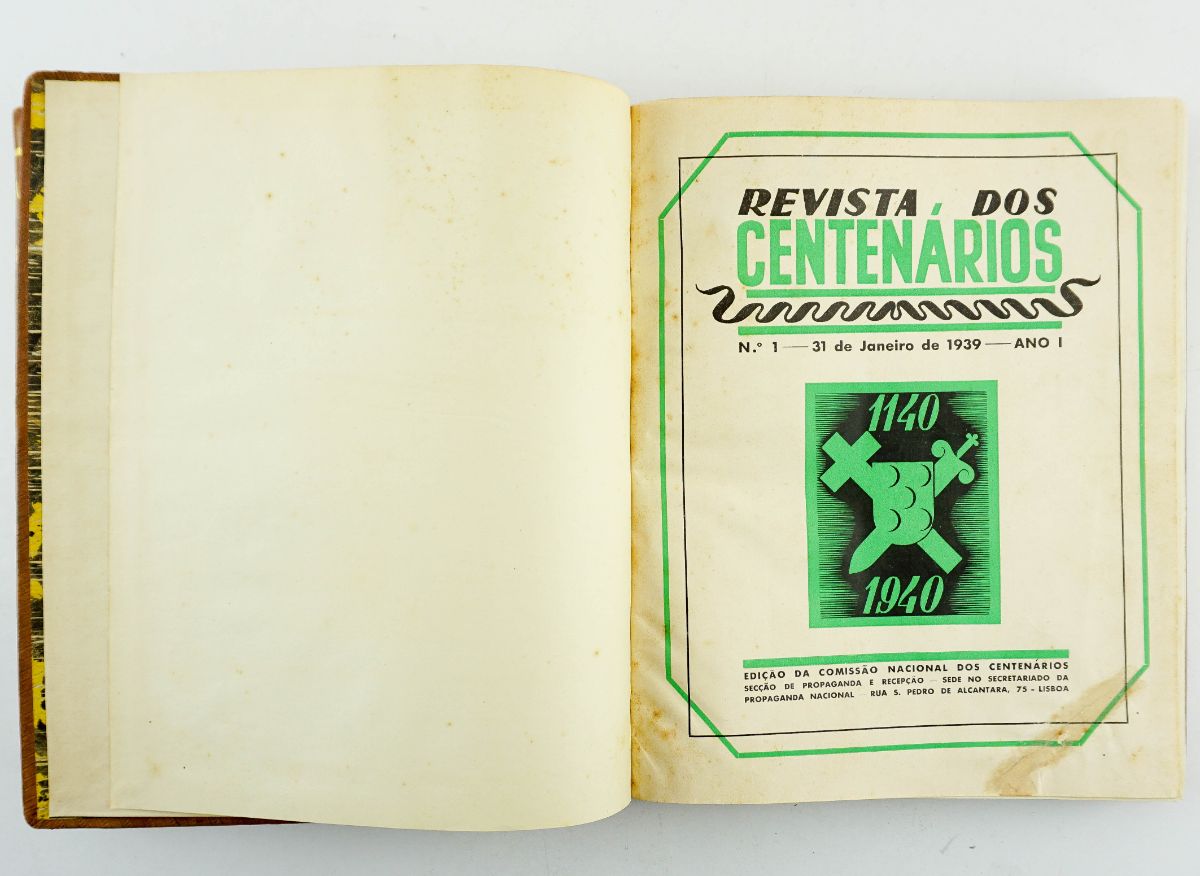 REVISTA DOS
CENTENÁRIOS
N.º 1 — 31 de Janeiro de 1939 — ANO I
1140
1940
EDIÇÃO DA COMISSÃO NACIONAL DOS CENTENÁRIOS
SECÇÃO DE PROPAGANDA E RECEPÇÃO — SEDE NO SECRETARIADO DA
PROPAGANDA NACIONAL — RUA S. PEDRO DE ALCANTARA, 75 - LISBOA